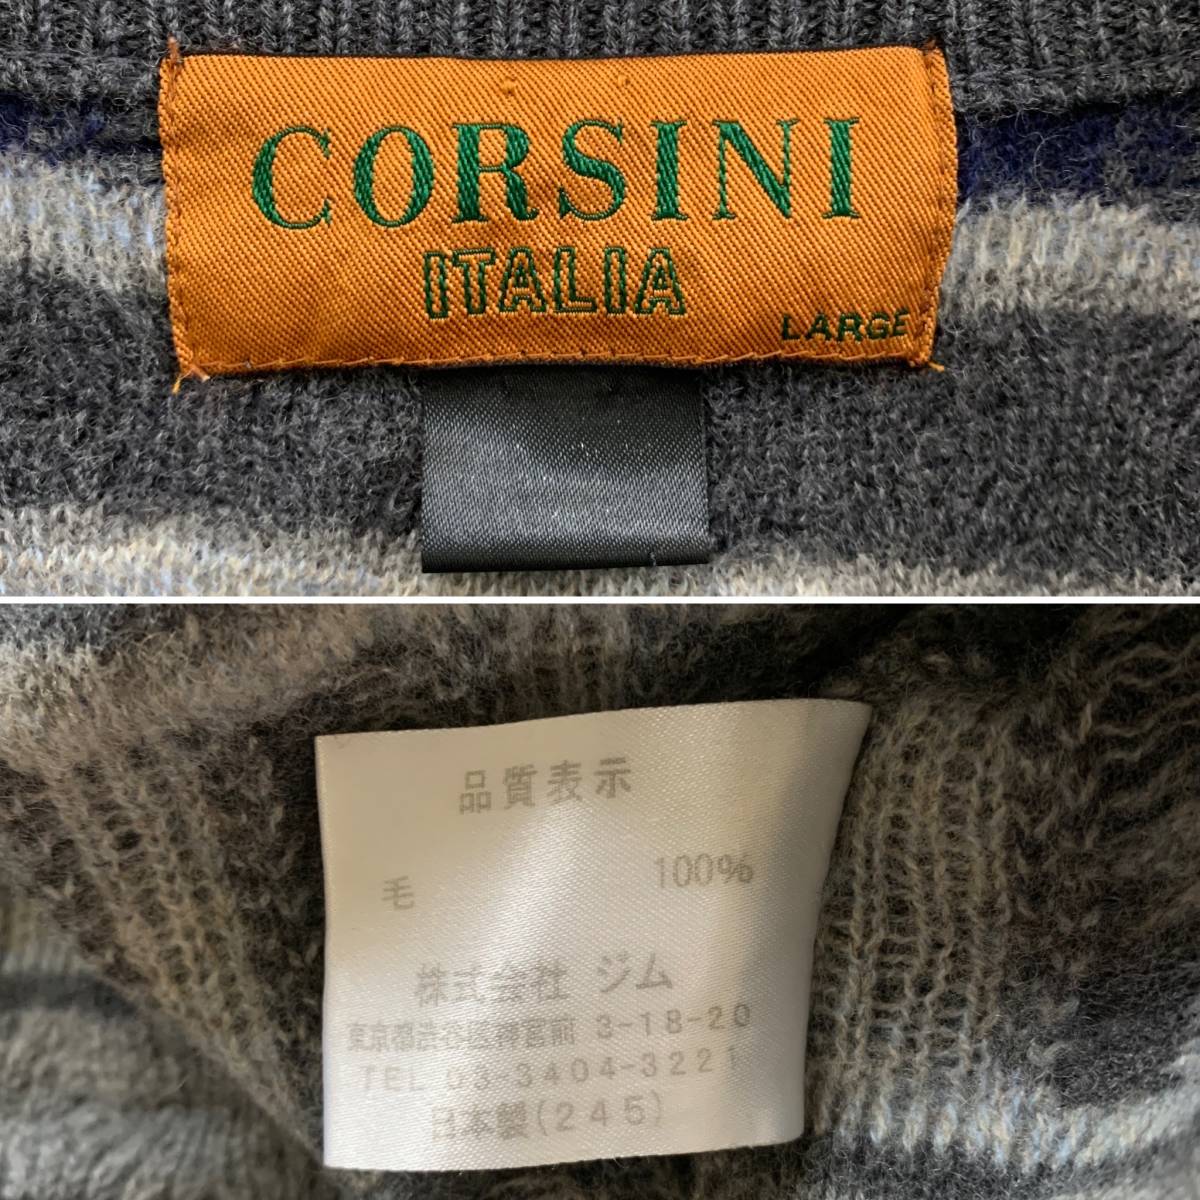 CORSINI
ITALIA
LARGE
品質表示
毛 100%
株式会社 ジム
東京都渋谷区神宮前 3-18-20
TEL 03-3404-3221
日本製(245)